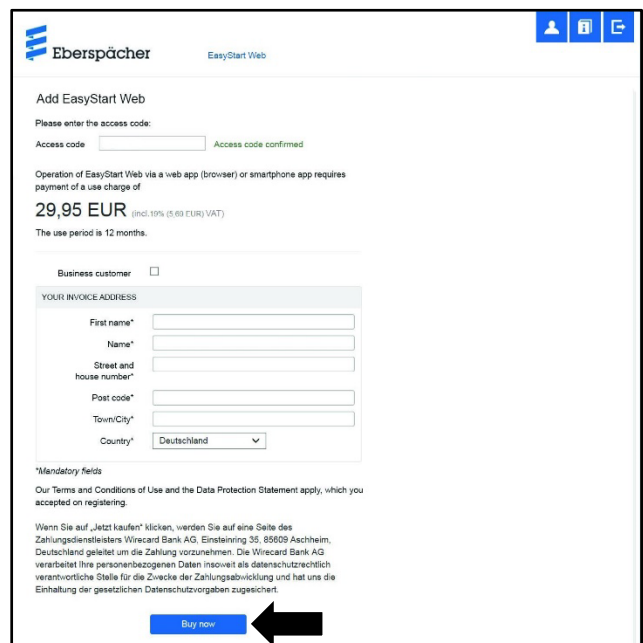 Eberspächer
EasyStart Web
Add EasyStart Web
Please enter the access code:
Access code
Access code confirmed
Operation of EasyStart Web via a web app (browser) or smartphone app requires
payment of a use charge of
29,95 EUR (incl.19% (5,69 EUR) VAT)
The use period is 12 months.
Business customer
YOUR INVOICE ADDRESS
First name*
Name*
Street and
house number*
Post code*
Town/City*
Country*
Deutschland
*Mandatory fields
Our Terms and Conditions of Use and the Data Protection Statement apply, which you
accepted on registering.
Wenn Sie auf „Jetzt kaufen“ klicken, werden Sie auf eine Seite des
Zahlungsdienstleisters Wirecard Bank AG, Einsteinring 35, 85609 Aschheim,
Deutschland geleitet um die Zahlung vorzunehmen. Die Wirecard Bank AG
verarbeitet Ihre personenbezogenen Daten insoweit als datenschutzrechtlich
verantwortliche Stelle für die Zwecke der Zahlungsabwicklung und hat uns die
Einhaltung der gesetzlichen Datenschutzvorgaben zugesichert.
Buy now